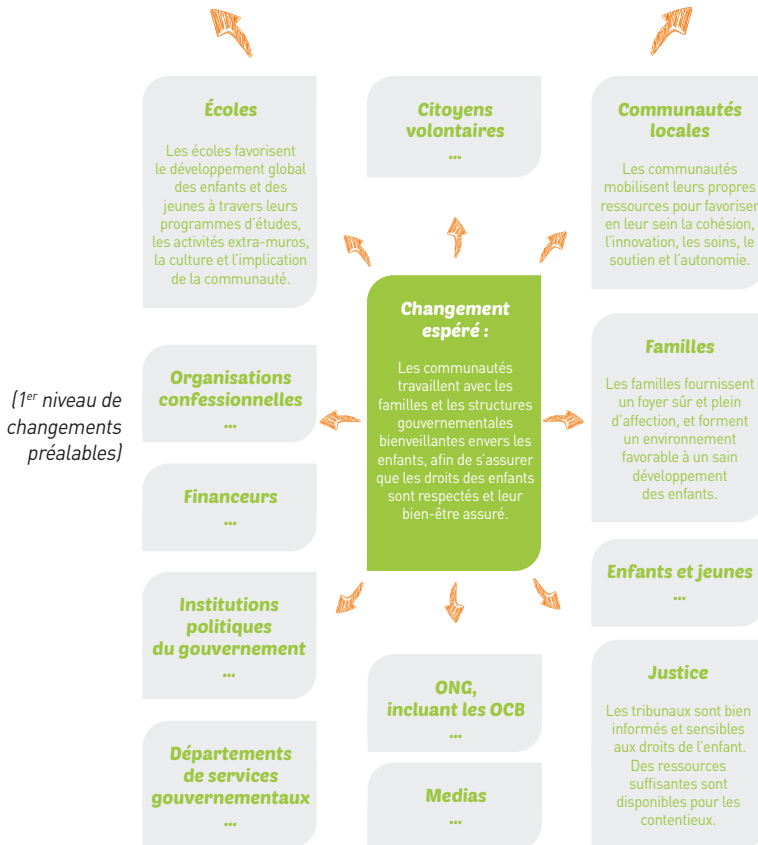 Écoles
Les écoles favorisent
le développement global
des enfants et des
jeunes à travers leurs
programmes d'études,
les activités extra-muros,
la culture et l'implication
de la communauté.
Citoyens
volontaires
...
Communautés
locales
Les communautés
mobilisent leurs propres
ressources pour favoriser
en leur sein la cohésion,
l'innovation, les soins, le
soutien et l'autonomie.
(1er niveau de
changements
préalables)
Organisations
confessionnelles
...
Financeurs
...
Changement
espéré :
Les communautés
travaillent avec les
familles et les structures
gouvernementales
bienveillantes envers les
enfants, afin de s'assurer
que les droits des enfants
sont respectés et leur
bien-être assuré.
Familles
Les familles fournissent
un foyer sûr et plein
d'affection, et forment
un environnement
favorable à un sain
développement
des enfants.
Enfants et jeunes
...
Institutions
politiques
du gouvernement
...
Départements
de services
gouvernementaux
...
ONG,
incluant les OCB
...
Medias
...
Justice
Les tribunaux sont bien
informés et sensibles
aux droits de l'enfant.
Des ressources
suffisantes sont
disponibles pour les
contentieux.